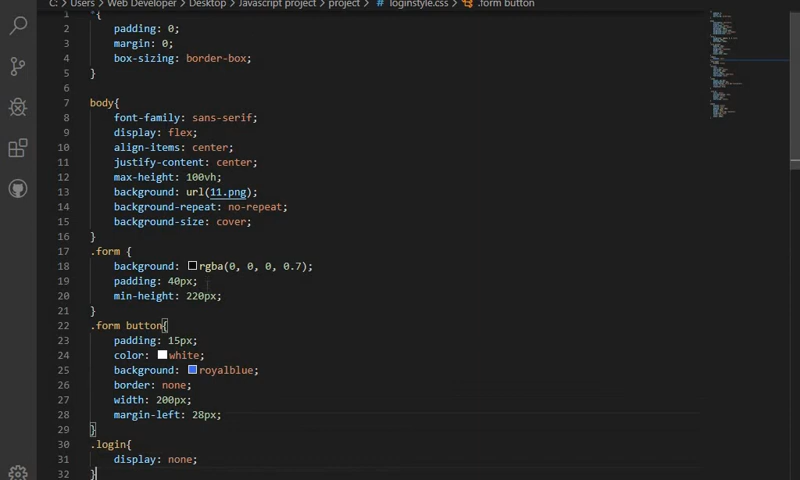 C: > Users > Web Developer > Desktop > Javascript project > project > # loginstyle.css > .form button
1 *{
2 padding: 0;
3 margin: 0;
4 box-sizing: border-box;
5 }
6
7 body{
8 font-family: sans-serif;
9 display: flex;
10 align-items: center;
11 justify-content: center;
12 max-height: 100vh;
13 background: url(11.png);
14 background-repeat: no-repeat;
15 background-size: cover;
16 }
17 .form {
18 background: rgba(0, 0, 0, 0.7);
19 padding: 40px;
20 min-height: 220px;
21 }
22 .form button{
23 padding: 15px;
24 color: white;
25 background: royalblue;
26 border: none;
27 width: 200px;
28 margin-left: 28px;
29 }
30 .login{
31 display: none;
32 }